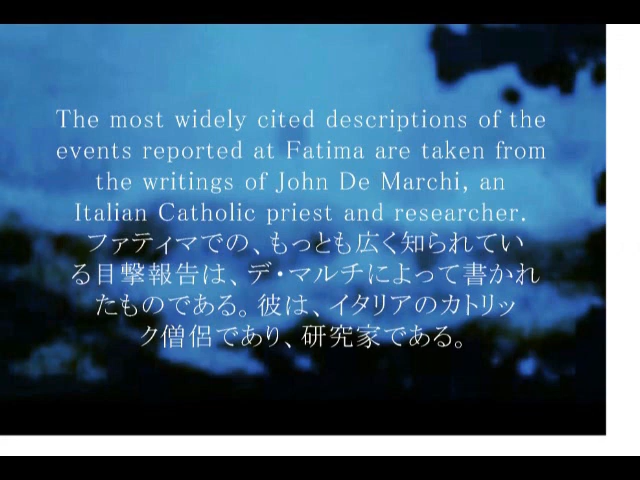 The most widely cited descriptions of the
events reported at Fatima are taken from
the writings of John De Marchi, an
Italian Catholic priest and researcher.
ファティマでの、もっとも広く知られてい
る目撃報告は、デ・マルチによって書かれ
たものである。彼は、イタリアのカトリッ
ク僧侶であり、研究家である。